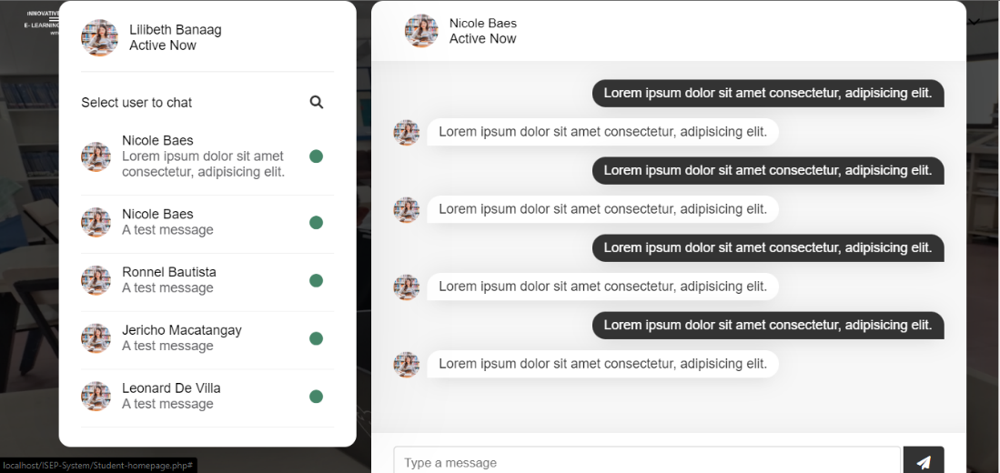 INNOVATIVE
E-LEARNING
Lilibeth Banaag
Active Now
Select user to chat
Nicole Baes
Lorem ipsum dolor sit amet
consectetur, adipisicing elit.
Nicole Baes
A test message
Ronnel Bautista
A test message
Jericho Macatangay
A test message
Leonard De Villa
A test message
Nicole Baes
Active Now
Lorem ipsum dolor sit amet consectetur, adipisicing elit.
Lorem ipsum dolor sit amet consectetur, adipisicing elit.
Lorem ipsum dolor sit amet consectetur, adipisicing elit.
Lorem ipsum dolor sit amet consectetur, adipisicing elit.
Lorem ipsum dolor sit amet consectetur, adipisicing elit.
Lorem ipsum dolor sit amet consectetur, adipisicing elit.
Lorem ipsum dolor sit amet consectetur, adipisicing elit.
Lorem ipsum dolor sit amet consectetur, adipisicing elit.
Type a message
localhost/ISEP-System/Student-homepage.php#